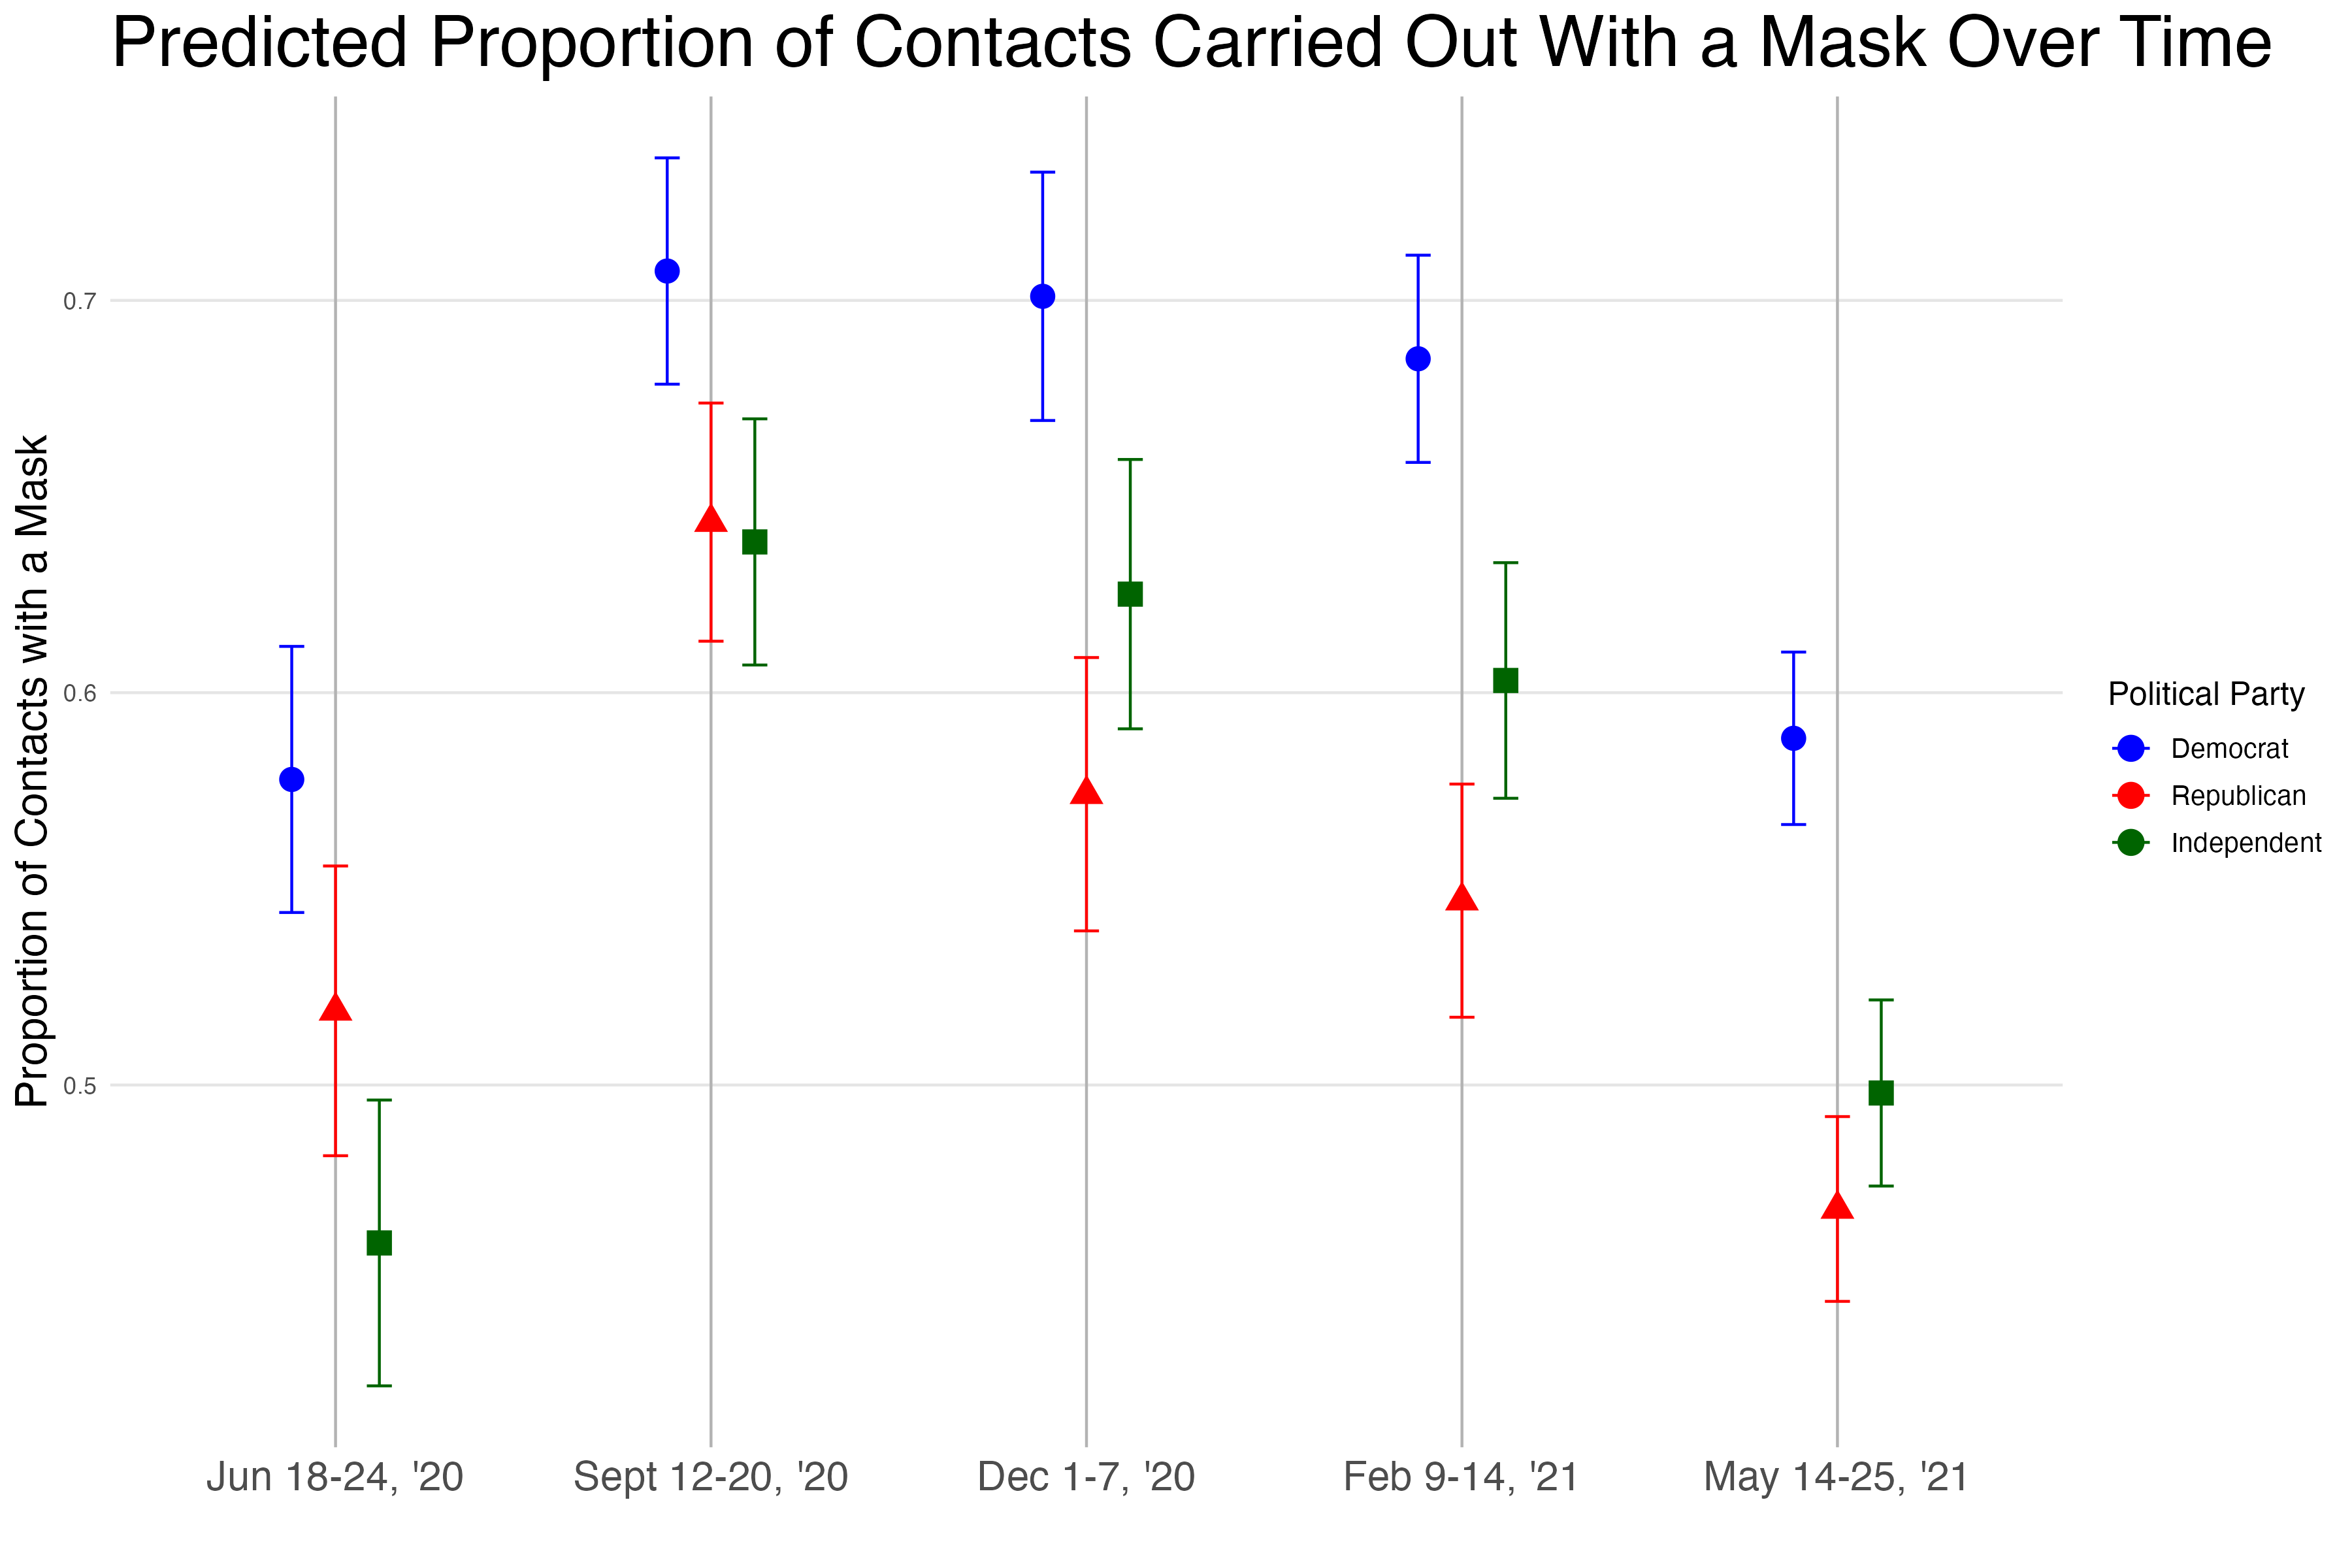 Predicted Proportion of Contacts Carried Out With a Mask Over Time
Proportion of Contacts with a Mask
0.7
0.6
0.5
Jun 18-24, '20
Sept 12-20, '20
Dec 1-7, '20
Feb 9-14, '21
May 14-25, '21
Political Party
Democrat
Republican
Independent